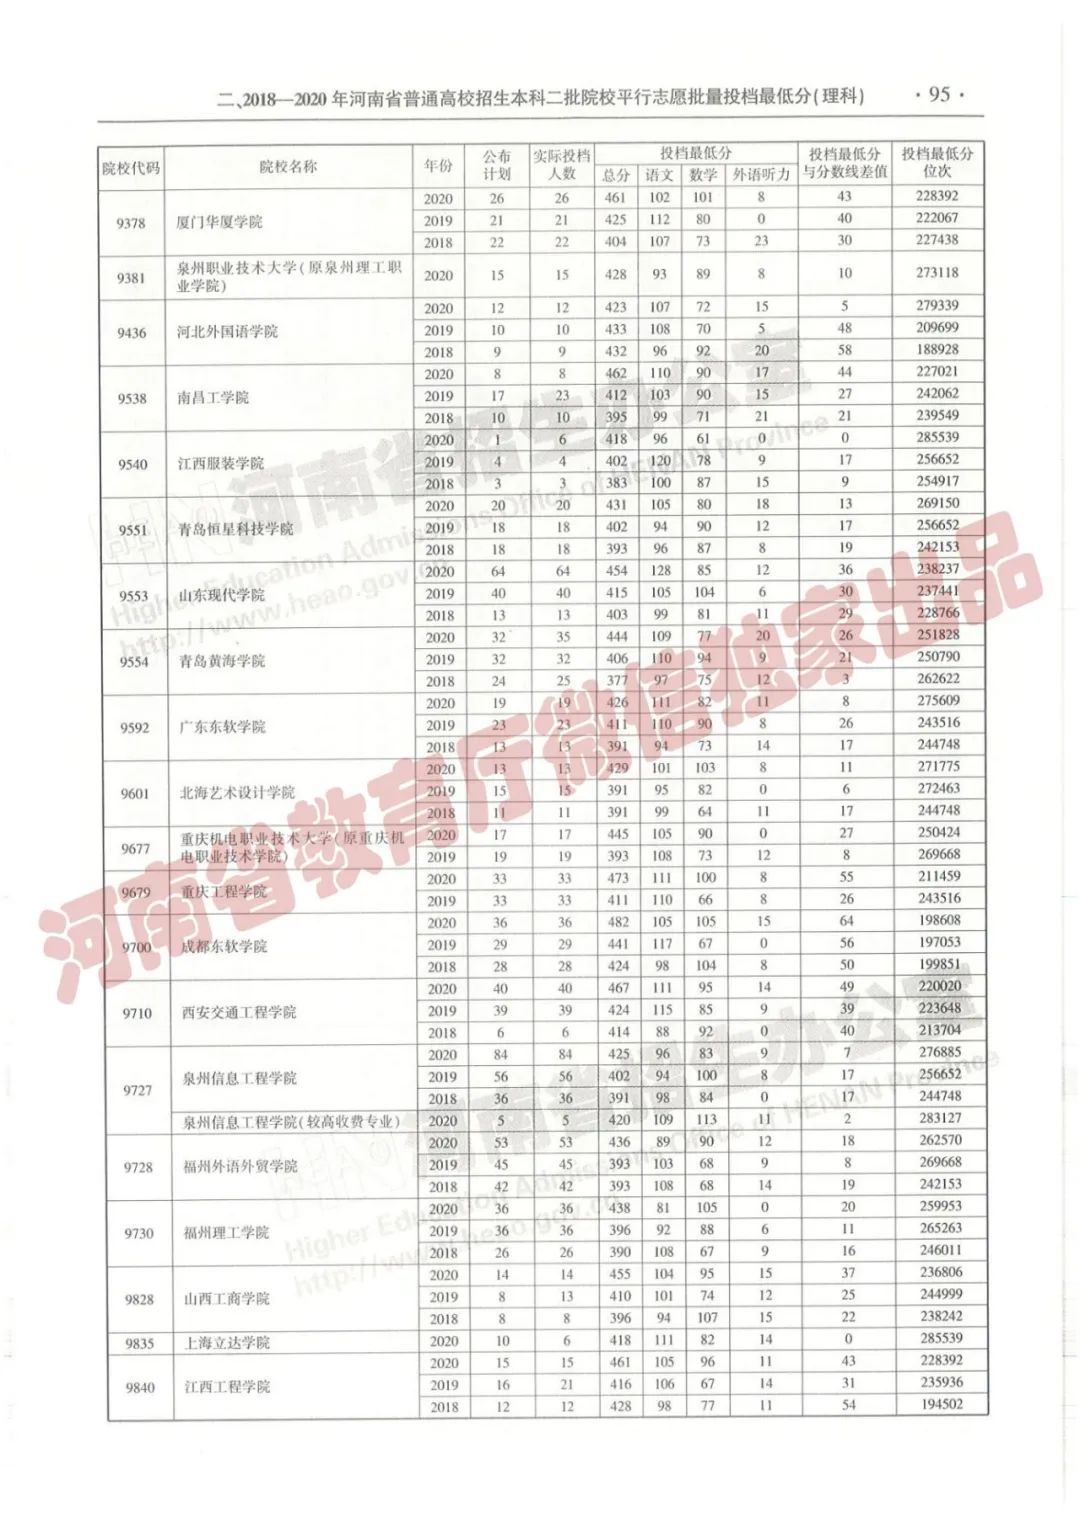 二、2018—2020年河南省普通高校招生本科二批院校平行志愿批量投档最低分(理科) ·95·
院校代码 院校名称 年份 公布计划 实际投档人数 投档最低分 投档最低分与分数线差值 投档最低分位次
总分 语文 数学 外语听力
9378 厦门华厦学院 2020 26 26 461 102 101 8 43 228392
2019 21 21 425 112 80 0 40 222067
2018 22 22 404 107 73 23 30 227438
9381 泉州职业技术大学(原泉州理工职业学院) 2020 15 15 428 93 89 8 10 273118
9436 河北外国语学院 2020 12 12 423 107 72 15 5 279339
2019 10 10 433 108 70 5 48 209699
2018 9 9 432 96 92 20 58 188928
9538 南昌工学院 2020 8 8 462 110 90 17 44 227021
2019 17 23 412 103 90 15 27 242062
2018 10 10 395 99 71 21 21 239549
9540 江西服装学院 2020 1 6 418 96 61 0 0 285539
2019 4 4 402 120 78 9 17 256652
2018 3 3 383 100 87 15 9 254917
9551 青岛恒星科技学院 2020 20 20 431 105 80 18 13 269150
2019 18 18 402 94 90 12 17 256652
2018 18 18 393 96 87 8 19 242153
9553 山东现代学院 2020 64 64 454 128 85 12 36 238237
2019 40 40 415 105 104 6 30 237441
2018 13 13 403 99 81 11 29 228766
9554 青岛黄海学院 2020 32 35 444 109 77 20 26 251828
2019 32 32 406 110 94 9 21 250790
2018 24 25 377 97 75 12 3 262622
9592 广东东软学院 2020 19 19 426 111 82 11 8 275609
2019 23 23 411 110 90 8 26 243516
2018 13 13 391 94 73 14 17 244748
9601 北海艺术设计学院 2020 13 13 429 101 103 8 11 271775
2019 15 15 391 95 82 0 6 272463
2018 11 11 391 99 64 11 17 244748
9677 重庆机电职业技术大学(原重庆机电职业技术学院) 2020 17 17 445 105 90 0 27 250424
2019 19 19 393 108 73 12 8 269668
9679 重庆工程学院 2020 33 33 473 111 100 8 55 211459
2019 33 33 411 110 66 8 26 243516
9700 成都东软学院 2020 36 36 482 105 105 15 64 198608
2019 29 29 441 117 67 0 56 197053
2018 28 28 424 98 104 8 50 199851
9710 西安交通工程学院 2020 40 40 467 111 95 14 49 220020
2019 39 39 424 115 85 9 39 223648
2018 6 6 414 88 92 0 40 213704
9727 泉州信息工程学院 2020 84 84 425 96 83 9 7 276885
2019 56 56 402 94 100 8 17 256652
2018 36 36 391 98 84 0 17 244748
泉州信息工程学院(较高收费专业) 2020 5 5 420 109 113 11 2 283127
9728 福州外语外贸学院 2020 53 53 436 89 90 12 18 262570
2019 45 45 393 103 68 9 8 269668
2018 42 42 393 108 68 14 19 242153
9730 福州理工学院 2020 36 36 438 81 105 0 20 259953
2019 36 36 396 92 88 6 11 265263
2018 26 26 390 108 67 9 16 246011
9828 山西工商学院 2020 14 14 455 104 95 15 37 236806
2019 8 13 410 101 74 12 25 244999
2018 8 8 396 94 107 15 22 238242
9835 上海立达学院 2020 10 6 418 111 82 14 0 285539
9840 江西工程学院 2020 15 15 461 105 96 11 43 228392
2019 16 21 416 106 67 14 31 235936
2018 12 12 428 98 77 11 54 194502
河南省招生办公室
Higher Education Admissions Office of HENAN Province
http://www.heao.gov.cn
河南省教育厅微信独家出品
河南省招生办公室
Higher Education Admissions Office of HENAN Province
http://www.heao.gov.cn